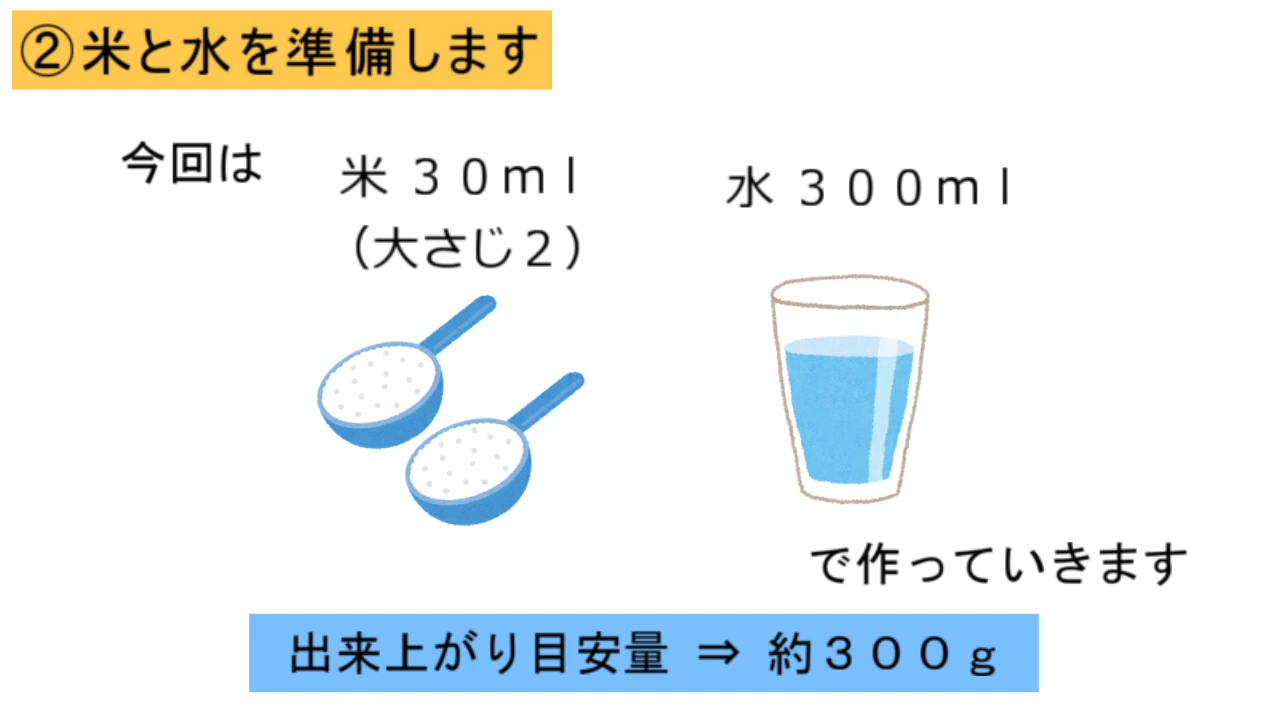 ②米と水を準備します
今回は
米 30ml
(大さじ2)
水 300ml
で作っていきます
出来上がり目安量 ⇒ 約300g